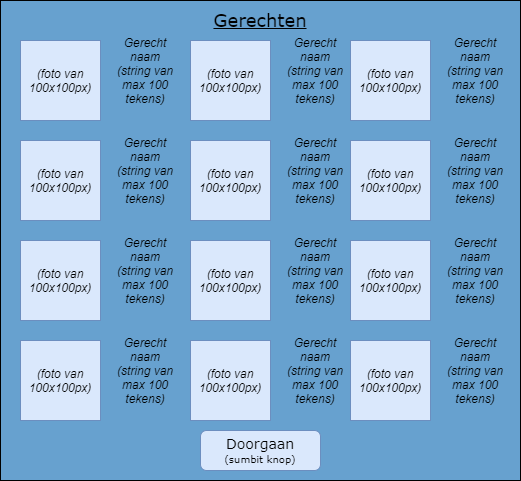 Gerechten
(foto van
100x100px)
Gerecht
naam
(string van
max 100
tekens)
(foto van
100x100px)
Gerecht
naam
(string van
max 100
tekens)
(foto van
100x100px)
Gerecht
naam
(string van
max 100
tekens)
(foto van
100x100px)
Gerecht
naam
(string van
max 100
tekens)
(foto van
100x100px)
Gerecht
naam
(string van
max 100
tekens)
(foto van
100x100px)
Gerecht
naam
(string van
max 100
tekens)
(foto van
100x100px)
Gerecht
naam
(string van
max 100
tekens)
(foto van
100x100px)
Gerecht
naam
(string van
max 100
tekens)
(foto van
100x100px)
Gerecht
naam
(string van
max 100
tekens)
(foto van
100x100px)
Gerecht
naam
(string van
max 100
tekens)
(foto van
100x100px)
Gerecht
naam
(string van
max 100
tekens)
(foto van
100x100px)
Gerecht
naam
(string van
max 100
tekens)
Doorgaan
(sumbit knop)